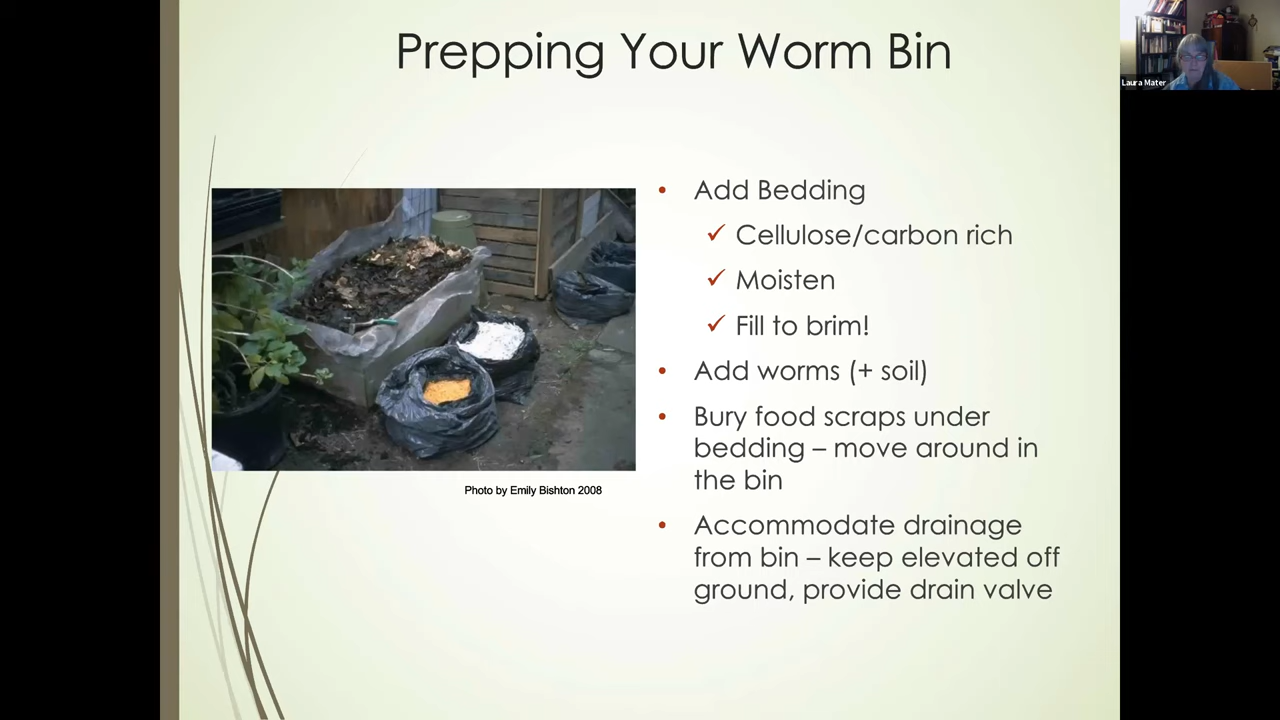 Prepping Your Worm Bin
Laura Mater
• Add Bedding
✓ Cellulose/carbon rich
✓ Moisten
✓ Fill to brim!
• Add worms (+ soil)
• Bury food scraps under
bedding – move around in
the bin
• Accommodate drainage
from bin – keep elevated off
ground, provide drain valve
Photo by Emily Bishton 2008